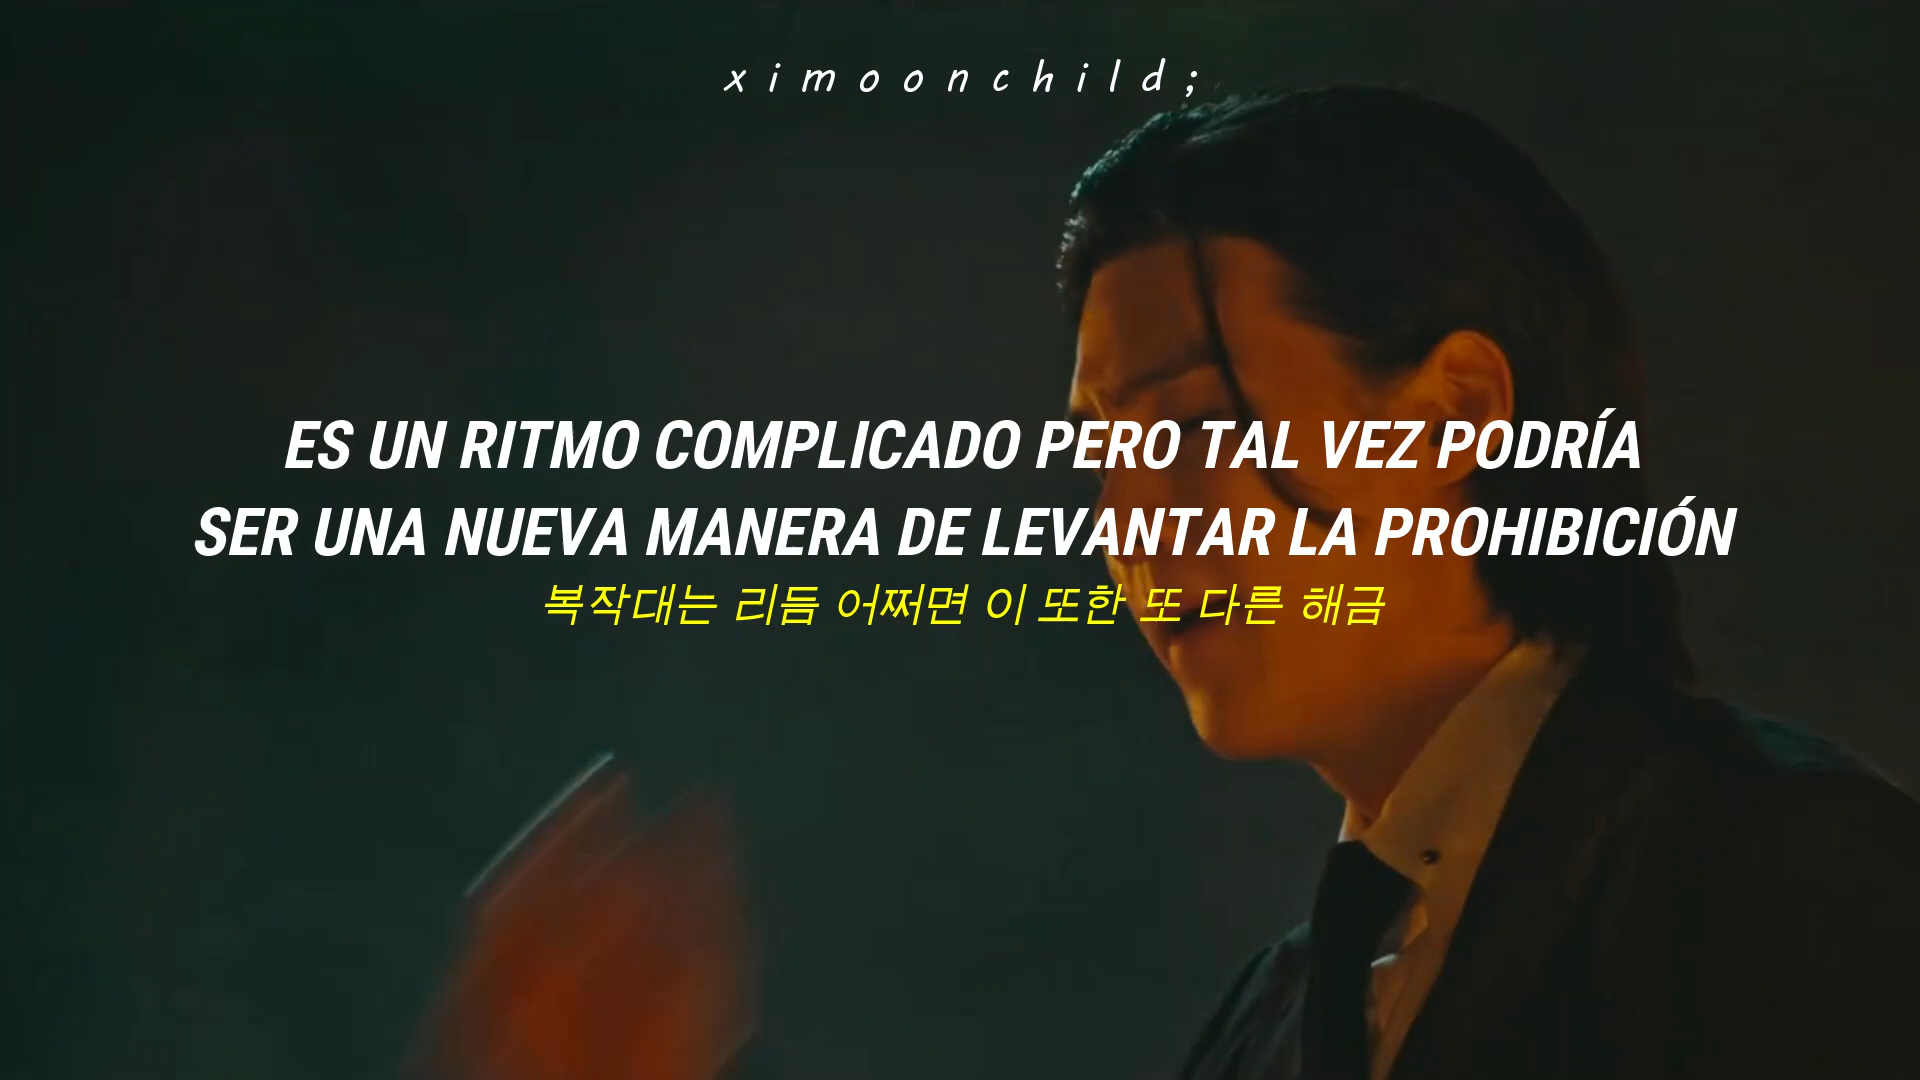 ximoonchild;
ES UN RITMO COMPLICADO PERO TAL VEZ PODRÍA
SER UNA NUEVA MANERA DE LEVANTAR LA PROHIBICIÓN
복작대는 리듬 어쩌면 이 또한 또 다른 해금